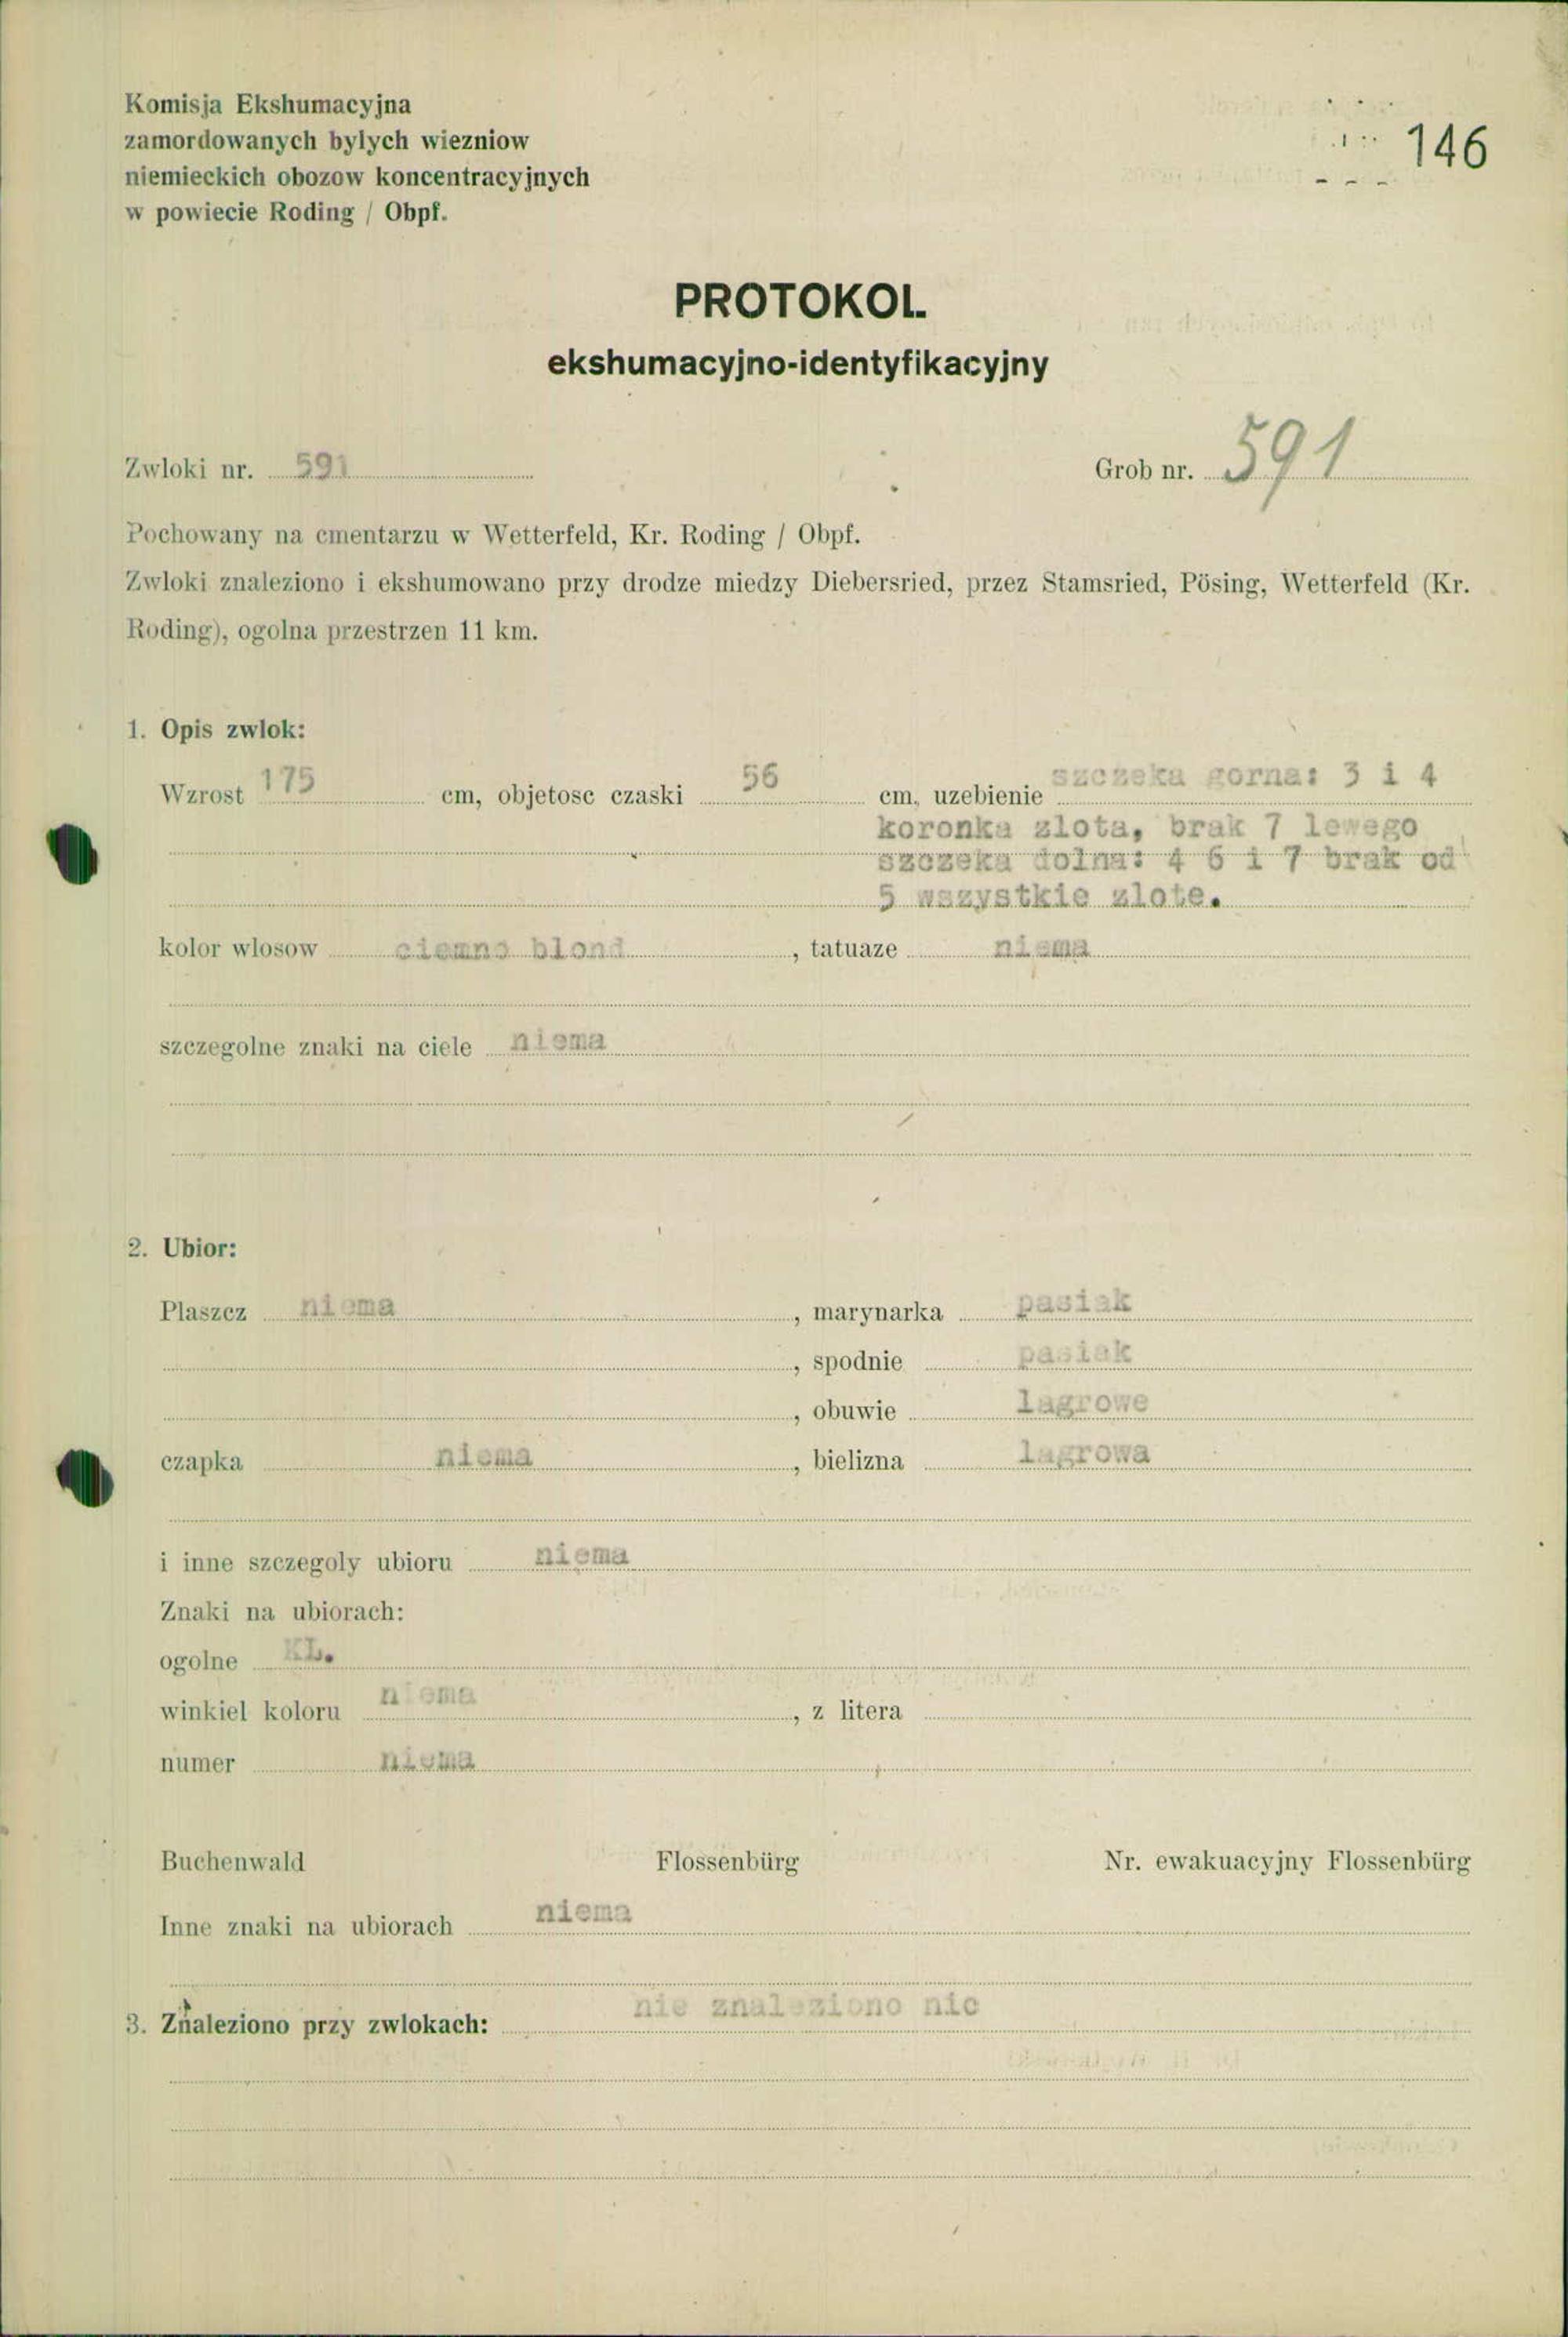 Komisja Ekshumacyjna
zamordowanych bylych wiezniow
niemieckich obozow koncentracyjnych
w powiecie Roding / Obpf.
146
PROTOKOL
ekshumacyjno-identyfikacyjny
Zwloki nr. 591
Grob nr. 591
Pochowany na cmentarzu w Wetterfeld, Kr. Roding / Obpf.
Zwloki znaleziono i ekshumowano przy drodze miedzy Diebersried, przez Stamsried, Pösing, Wetterfeld (Kr.
Roding), ogolna przestrzen 11 km.
1. Opis zwlok:
Wzrost 175 cm, objetosc czaski 56 cm, uzebienie szczeka gorna: 3 i 4
koronka zlota, brak 7 lewego
szczeka dolna: 4 6 i 7 brak od
5 wszystkie zlote.
kolor wlosow ciemno blond, tatuaze niema
szczegolne znaki na ciele niema
2. Ubior:
Plaszcz niema, marynarka pasiak
, spodnie pasiak
, obuwie lagrowe
czapka niema, bielizna lagrowa
i inne szczegoly ubioru niema
Znaki na ubiorach:
ogolne KL.
winkiel koloru niema, z litera
numer niema
Buchenwald Flossenbürg Nr. ewakuacyjny Flossenbürg
Inne znaki na ubiorach niema
3. Znaleziono przy zwlokach: nie znaleziono nic